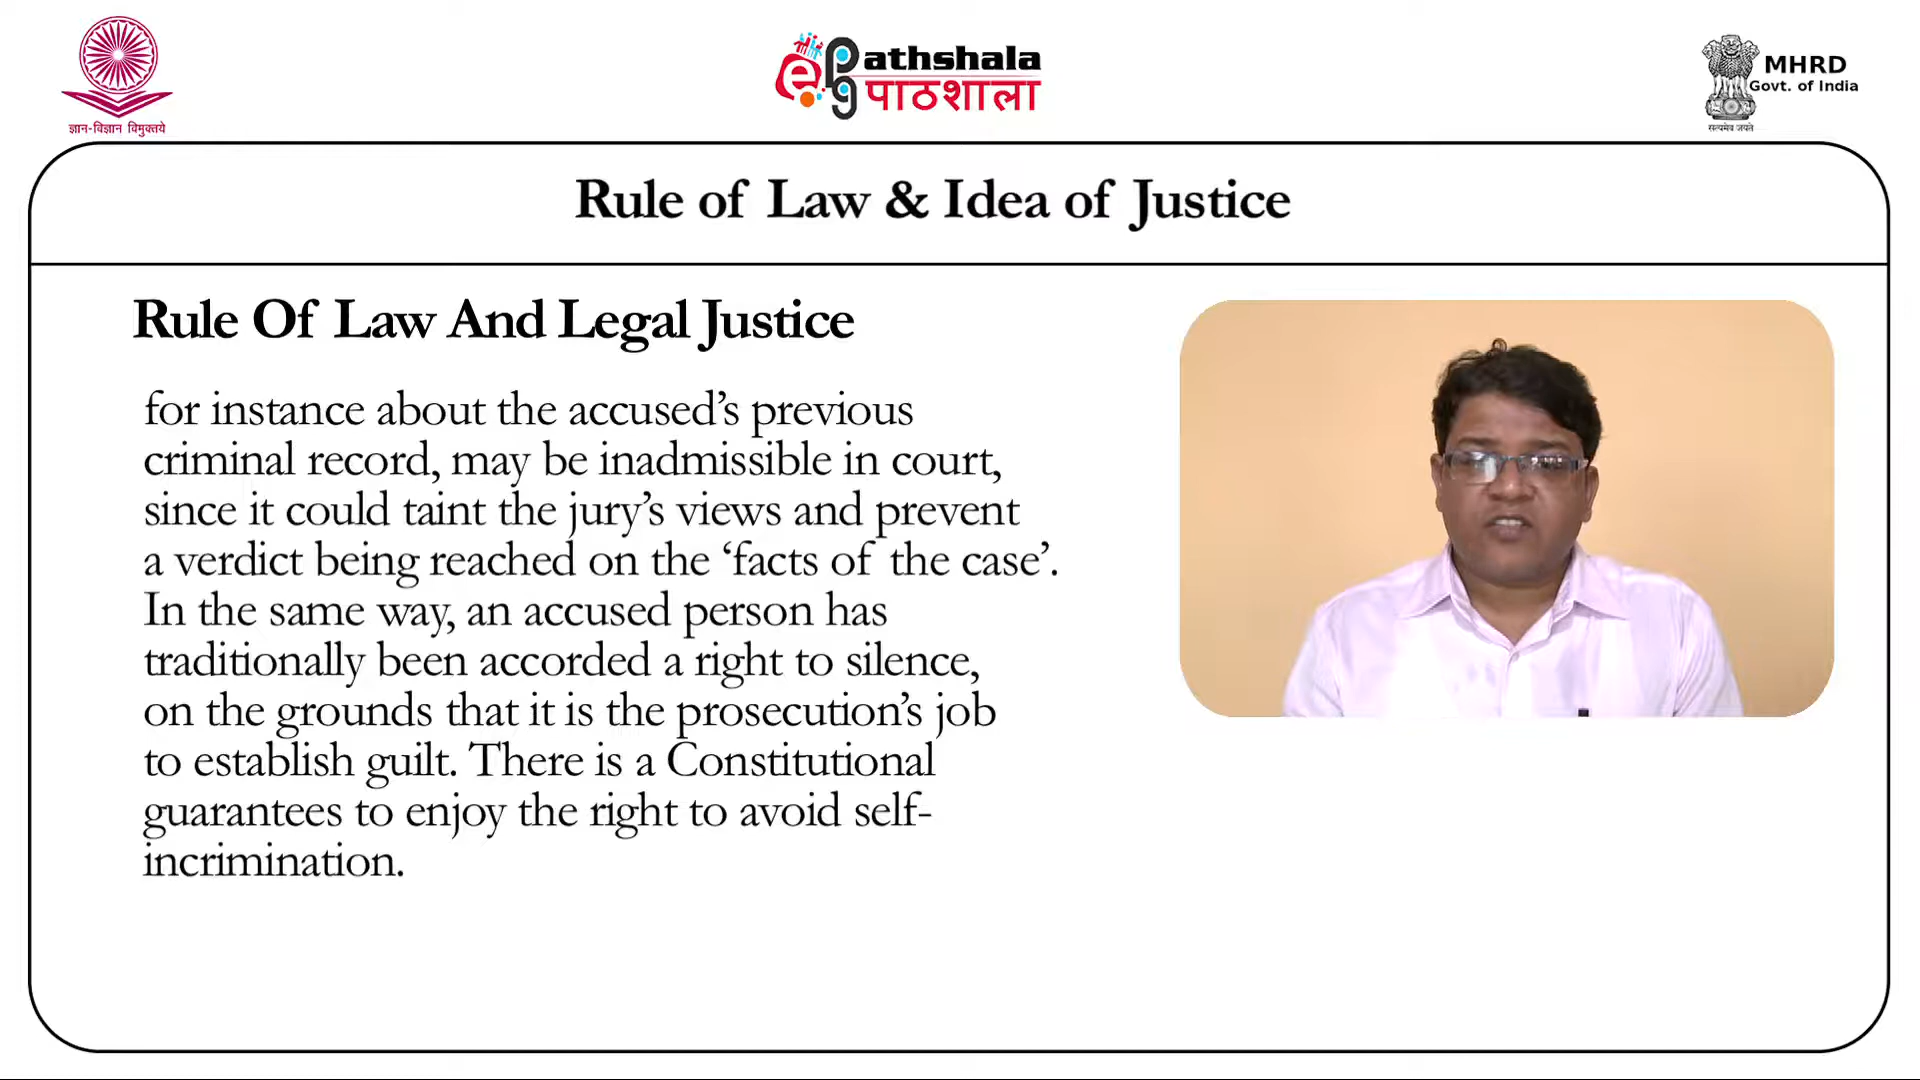 ज्ञान-विज्ञान विमुक्तये
ePathshala
पाठशाला
MHRD
Govt. of India
सत्यमेव जयते
Rule of Law & Idea of Justice
Rule Of Law And Legal Justice
for instance about the accused’s previous
criminal record, may be inadmissible in court,
since it could taint the jury’s views and prevent
a verdict being reached on the ‘facts of the case’.
In the same way, an accused person has
traditionally been accorded a right to silence,
on the grounds that it is the prosecution’s job
to establish guilt. There is a Constitutional
guarantees to enjoy the right to avoid self-
incrimination.